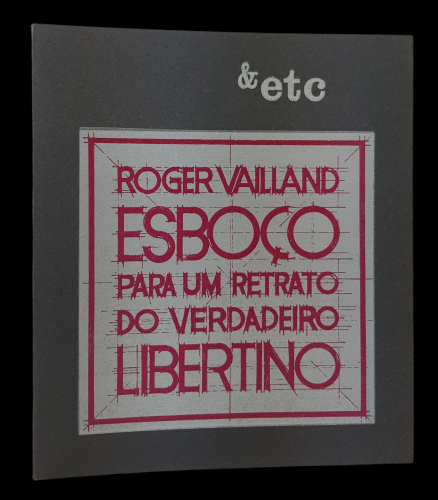 &etc
ROGER VAILLAND
ESBOÇO
PARA UM RETRATO
DO VERDADEIRO
LIBERTINO